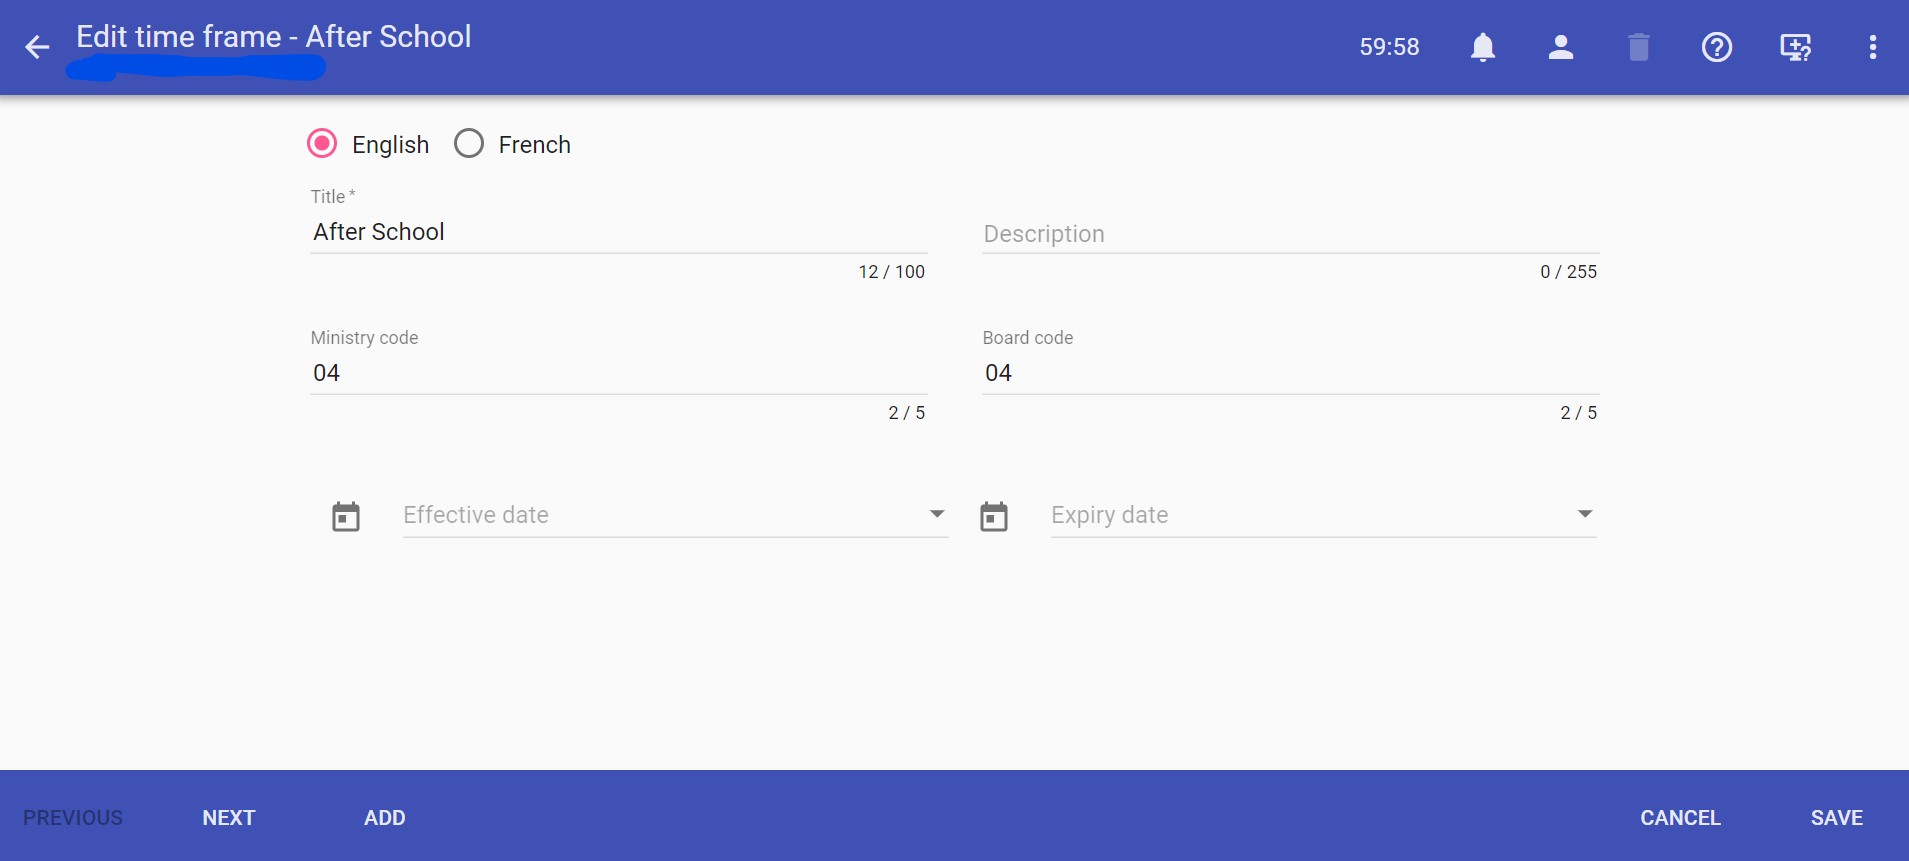 Edit time frame - After School
59:58
English French
Title *
After School
Description
12 / 100
0 / 255
Ministry code
Board code
04
04
2 / 5
2 / 5
Effective date
Expiry date
PREVIOUS NEXT ADD CANCEL SAVE